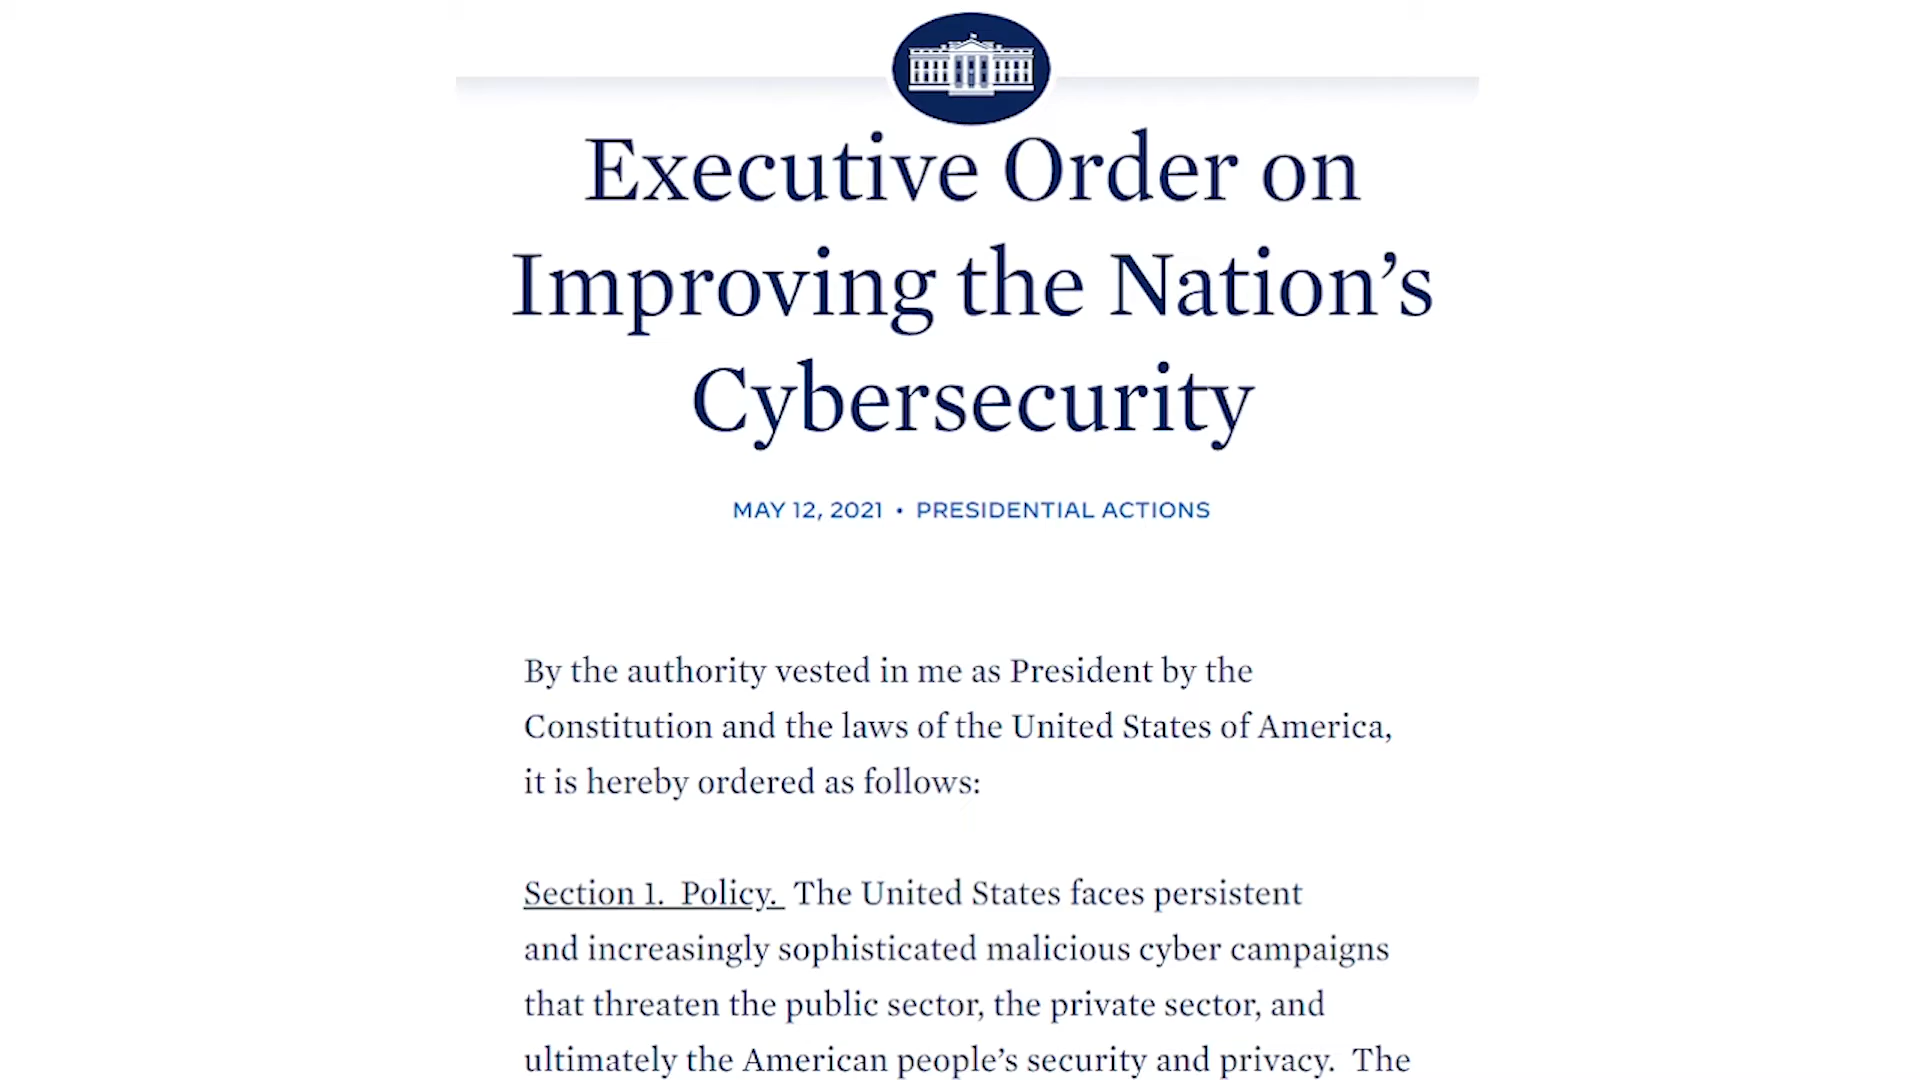 Executive Order on
Improving the Nation’s
Cybersecurity
MAY 12, 2021 • PRESIDENTIAL ACTIONS
By the authority vested in me as President by the
Constitution and the laws of the United States of America,
it is hereby ordered as follows:
Section 1.  Policy.  The United States faces persistent
and increasingly sophisticated malicious cyber campaigns
that threaten the public sector, the private sector, and
ultimately the American people’s security and privacy.  The